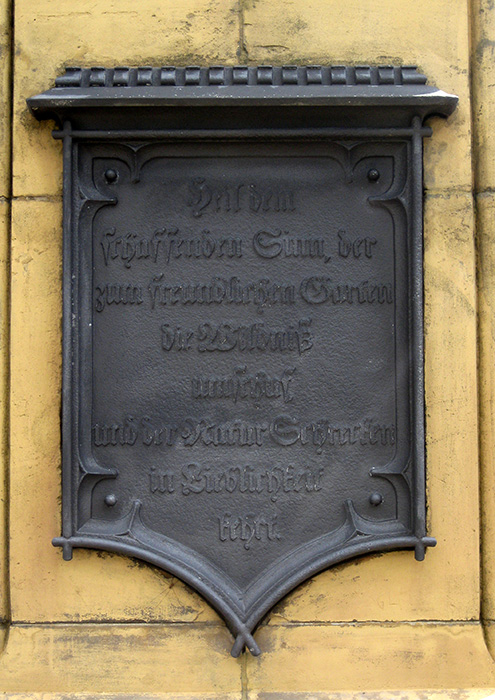 Heil dem
schaffenden Sinn, der
zum freundlichen Garten
die Wildniß
umschuf
und der Natur Schrecken
in Lieblichkeit
kehrt.